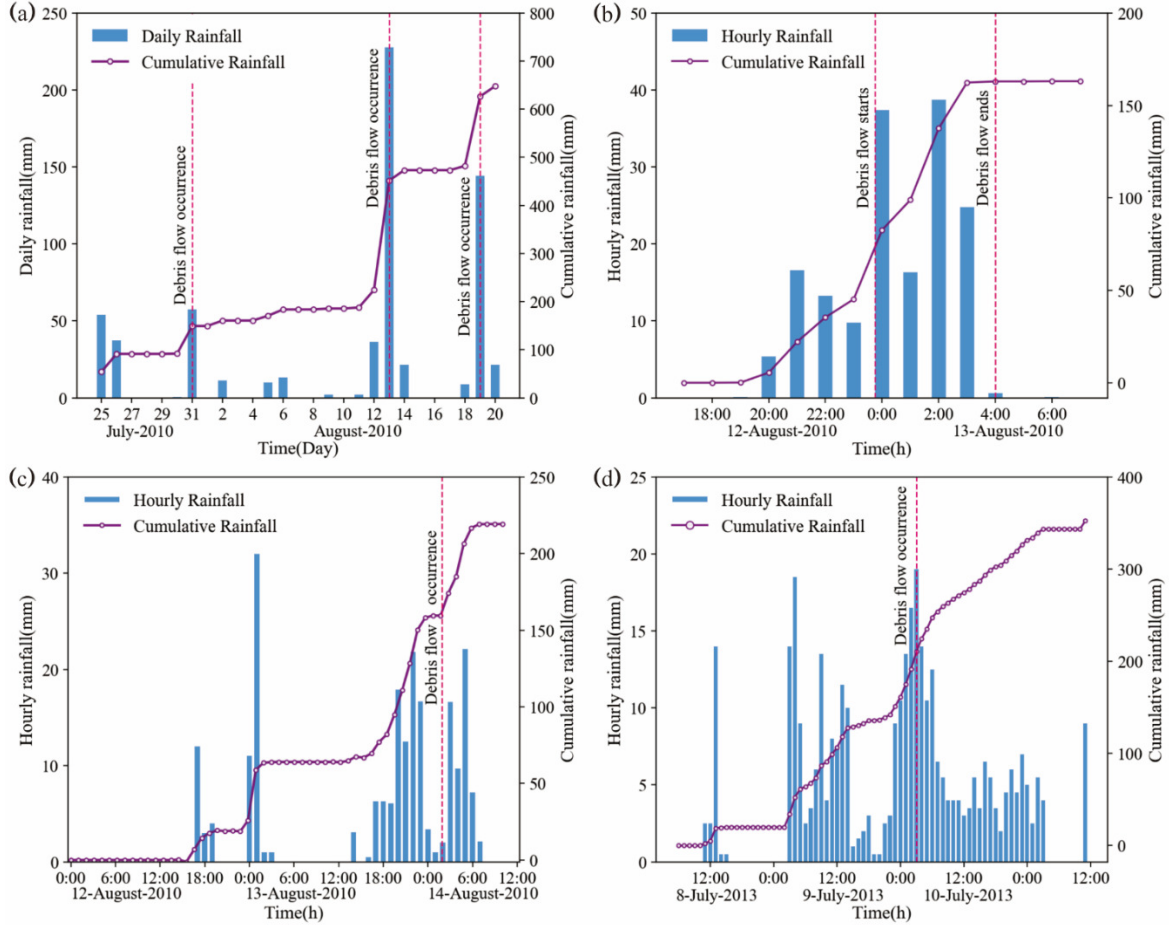 (a)
250
200
150
100
50
0
Daily rainfall(mm)
Daily Rainfall
Cumulative Rainfall
Debris flow occurrence
Debris flow occurrence
Debris flow occurrence
800
700
600
500
400
300
200
100
0
Cumulative rainfall(mm)
25 27 29 31 2 4 6 8 10 12 14 16 18 20
July-2010 August-2010
Time(Day)
(b)
50
40
30
20
10
0
Hourly rainfall(mm)
Hourly Rainfall
Cumulative Rainfall
Debris flow starts
Debris flow ends
200
150
100
50
0
Cumulative rainfall(mm)
18:00 20:00 22:00 0:00 2:00 4:00 6:00
12-August-2010 13-August-2010
Time(h)
(c)
40
30
20
10
0
Hourly rainfall(mm)
Hourly Rainfall
Cumulative Rainfall
Debris flow occurrence
250
200
150
100
50
0
Cumulative rainfall(mm)
0:00 6:00 12:00 18:00 0:00 6:00 12:00 18:00 0:00 6:00 12:00
12-August-2010 13-August-2010 14-August-2010
Time(h)
(d)
25
20
15
10
5
0
Hourly rainfall(mm)
Hourly Rainfall
Cumulative Rainfall
Debris flow occurrence
400
300
200
100
0
Cumulative rainfall(mm)
12:00 0:00 12:00 0:00 12:00 0:00 12:00
8-July-2013 9-July-2013 10-July-2013
Time(h)